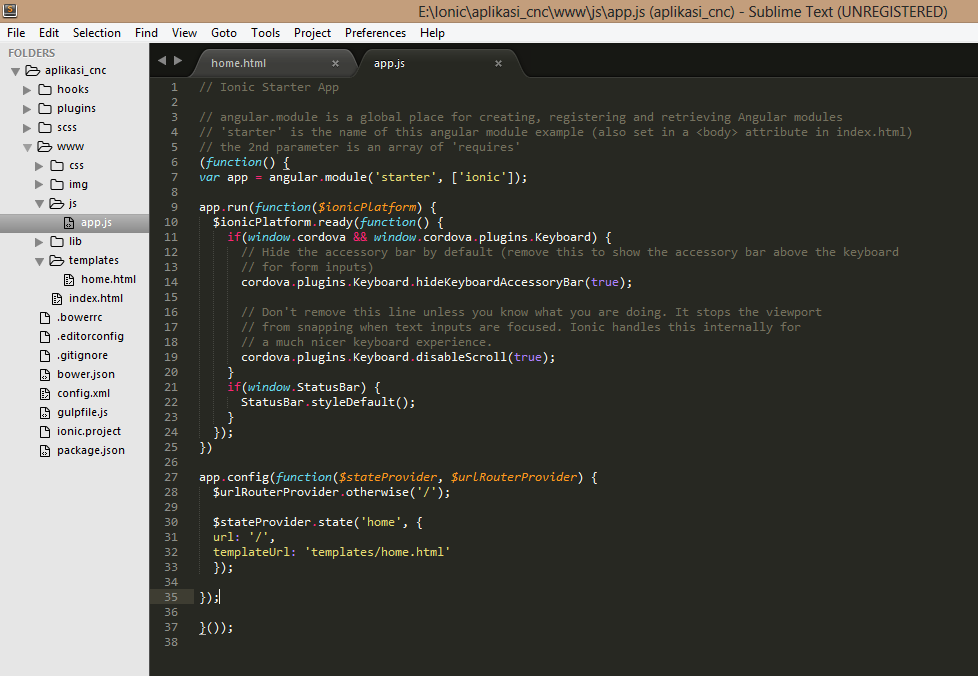 E:\Ionic\aplikasi_cnc\www\js\app.js (aplikasi_cnc) - Sublime Text (UNREGISTERED)
File Edit Selection Find View Goto Tools Project Preferences Help
FOLDERS
aplikasi_cnc
hooks
plugins
scss
www
css
img
js
app.js
lib
templates
home.html
index.html
.bowerrc
.editorconfig
.gitignore
bower.json
config.xml
gulpfile.js
ionic.project
package.json
home.html × app.js ×
1 // Ionic Starter App
2
3 // angular.module is a global place for creating, registering and retrieving Angular modules
4 // 'starter' is the name of this angular module example (also set in a <body> attribute in index.html)
5 // the 2nd parameter is an array of 'requires'
6 (function() {
7 var app = angular.module('starter', ['ionic']);
8
9 app.run(function($ionicPlatform) {
10 $ionicPlatform.ready(function() {
11 if(window.cordova && window.cordova.plugins.Keyboard) {
12 // Hide the accessory bar by default (remove this to show the accessory bar above the keyboard
13 // for form inputs)
14 cordova.plugins.Keyboard.hideKeyboardAccessoryBar(true);
15
16 // Don't remove this line unless you know what you are doing. It stops the viewport
17 // from snapping when text inputs are focused. Ionic handles this internally for
18 // a much nicer keyboard experience.
19 cordova.plugins.Keyboard.disableScroll(true);
20 }
21 if(window.StatusBar) {
22 StatusBar.styleDefault();
23 }
24 });
25 })
26
27 app.config(function($stateProvider, $urlRouterProvider) {
28 $urlRouterProvider.otherwise('/');
29
30 $stateProvider.state('home', {
31 url: '/',
32 templateUrl: 'templates/home.html'
33 });
34
35 });
36
37 }());
38